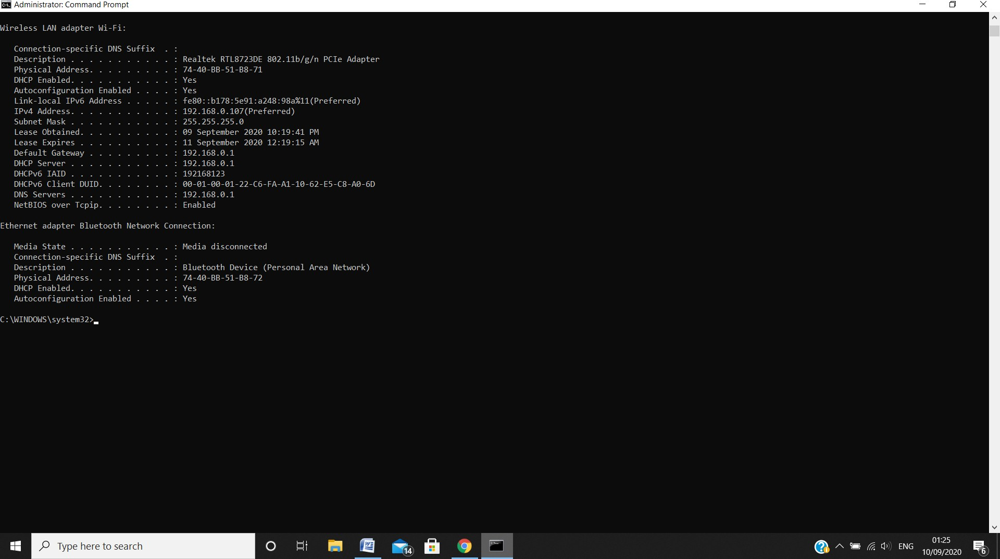 Administrator: Command Prompt
Wireless LAN adapter Wi-Fi:
   Connection-specific DNS Suffix  . :
   Description . . . . . . . . . . . : Realtek RTL8723DE 802.11b/g/n PCIe Adapter
   Physical Address. . . . . . . . . : 74-40-BB-51-B8-71
   DHCP Enabled. . . . . . . . . . . : Yes
   Autoconfiguration Enabled . . . . : Yes
   Link-local IPv6 Address . . . . . : fe80::b178:5e91:a248:98a%11(Preferred)
   IPv4 Address. . . . . . . . . . . : 192.168.0.107(Preferred)
   Subnet Mask . . . . . . . . . . . : 255.255.255.0
   Lease Obtained. . . . . . . . . . : 09 September 2020 10:19:41 PM
   Lease Expires . . . . . . . . . . : 11 September 2020 12:19:15 AM
   Default Gateway . . . . . . . . . : 192.168.0.1
   DHCP Server . . . . . . . . . . . : 192.168.0.1
   DHCPv6 IAID . . . . . . . . . . . : 192168123
   DHCPv6 Client DUID. . . . . . . . : 00-01-00-01-22-C6-FA-A1-10-62-E5-C8-A0-6D
   DNS Servers . . . . . . . . . . . : 192.168.0.1
   NetBIOS over Tcpip. . . . . . . . : Enabled
Ethernet adapter Bluetooth Network Connection:
   Media State . . . . . . . . . . . : Media disconnected
   Connection-specific DNS Suffix  . :
   Description . . . . . . . . . . . : Bluetooth Device (Personal Area Network)
   Physical Address. . . . . . . . . : 74-40-BB-51-B8-72
   DHCP Enabled. . . . . . . . . . . : Yes
   Autoconfiguration Enabled . . . . : Yes
C:\WINDOWS\system32>
Type here to search
14
ENG
01:25
10/09/2020
6